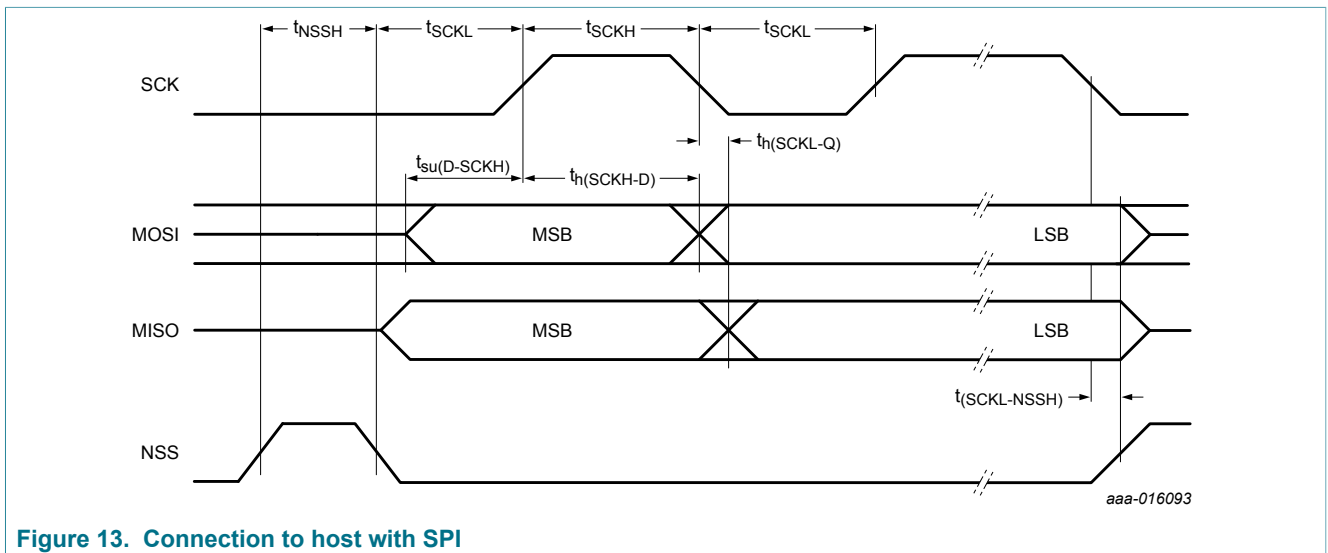 tNSSH tSCKL tSCKH tSCKL
SCK
th(SCKL-Q)
tsu(D-SCKH) th(SCKH-D)
MOSI MSB LSB
MISO MSB LSB
t(SCKL-NSSH)
NSS
aaa-016093
Figure 13. Connection to host with SPI